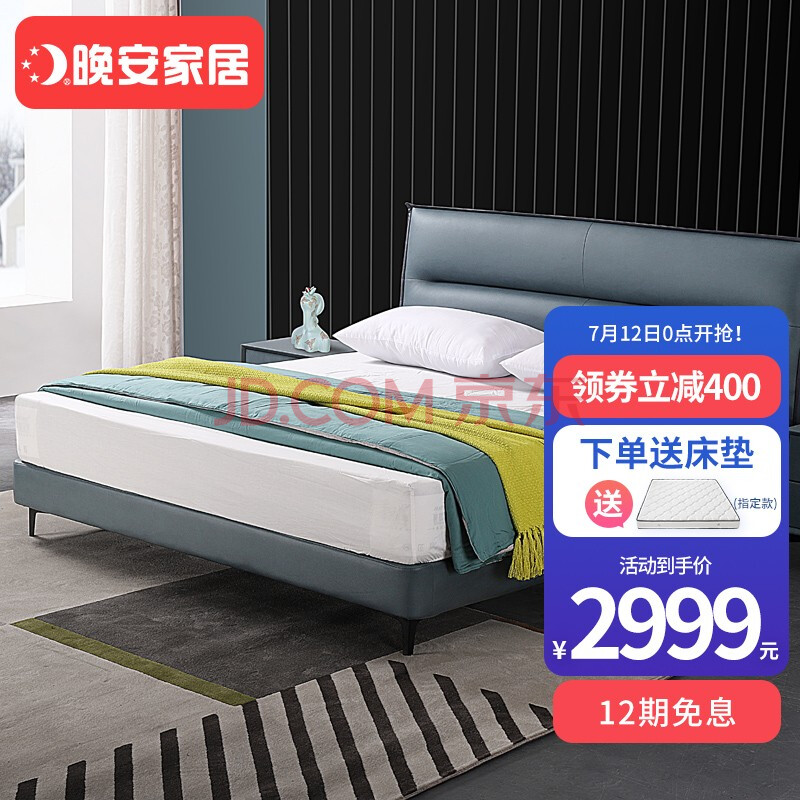 晚安家居
®
7月12日0点开抢！
领券立减400
下单送床垫
送
(指定款)
JD.COM 京东
活动到手价
¥2999元
12期免息